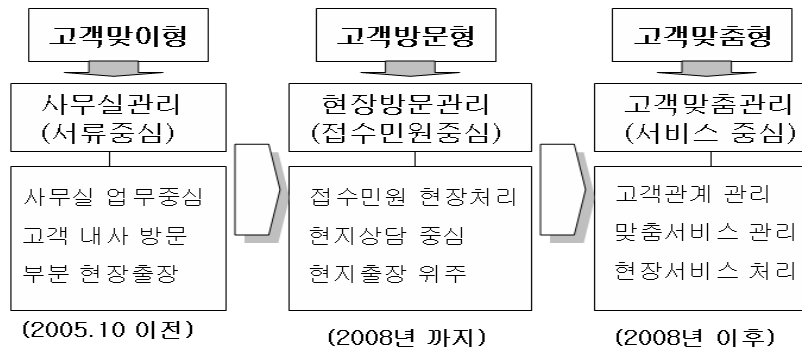 고객맞이형
사무실관리
(서류중심)
사무실 업무중심
고객 내사 방문
부분 현장출장
(2005.10 이전)
고객방문형
현장방문관리
(접수민원중심)
접수민원 현장처리
현지상담 중심
현지출장 위주
(2008년 까지)
고객맞춤형
고객맞춤관리
(서비스 중심)
고객관계 관리
맞춤서비스 관리
현장서비스 처리
(2008년 이후)